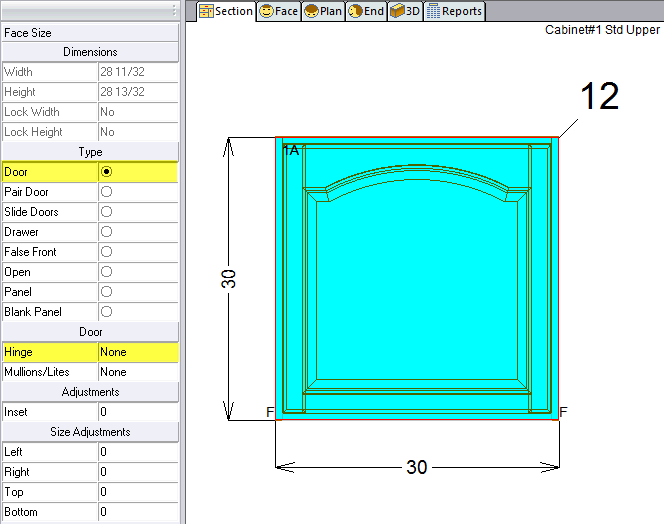 Section Face Plan End 3D Reports
Face Size
Dimensions
Width 28 11/32
Height 28 13/32
Lock Width No
Lock Height No
Type
Door
Pair Door
Slide Doors
Drawer
False Front
Open
Panel
Blank Panel
Door
Hinge None
Mullions/Lites None
Adjustments
Inset 0
Size Adjustments
Left 0
Right 0
Top 0
Bottom 0
Cabinet#1 Std Upper
12
1A
30
F F
30